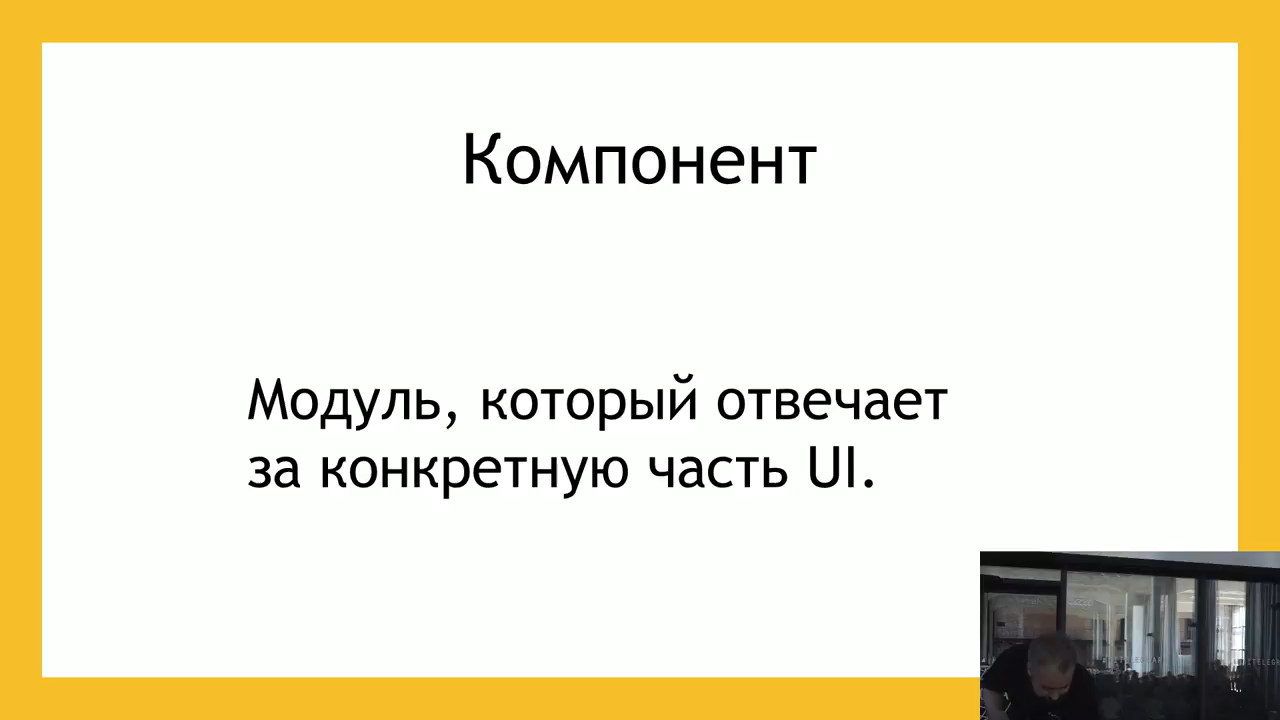 Компонент
Модуль, который отвечает
за конкретную часть UI.